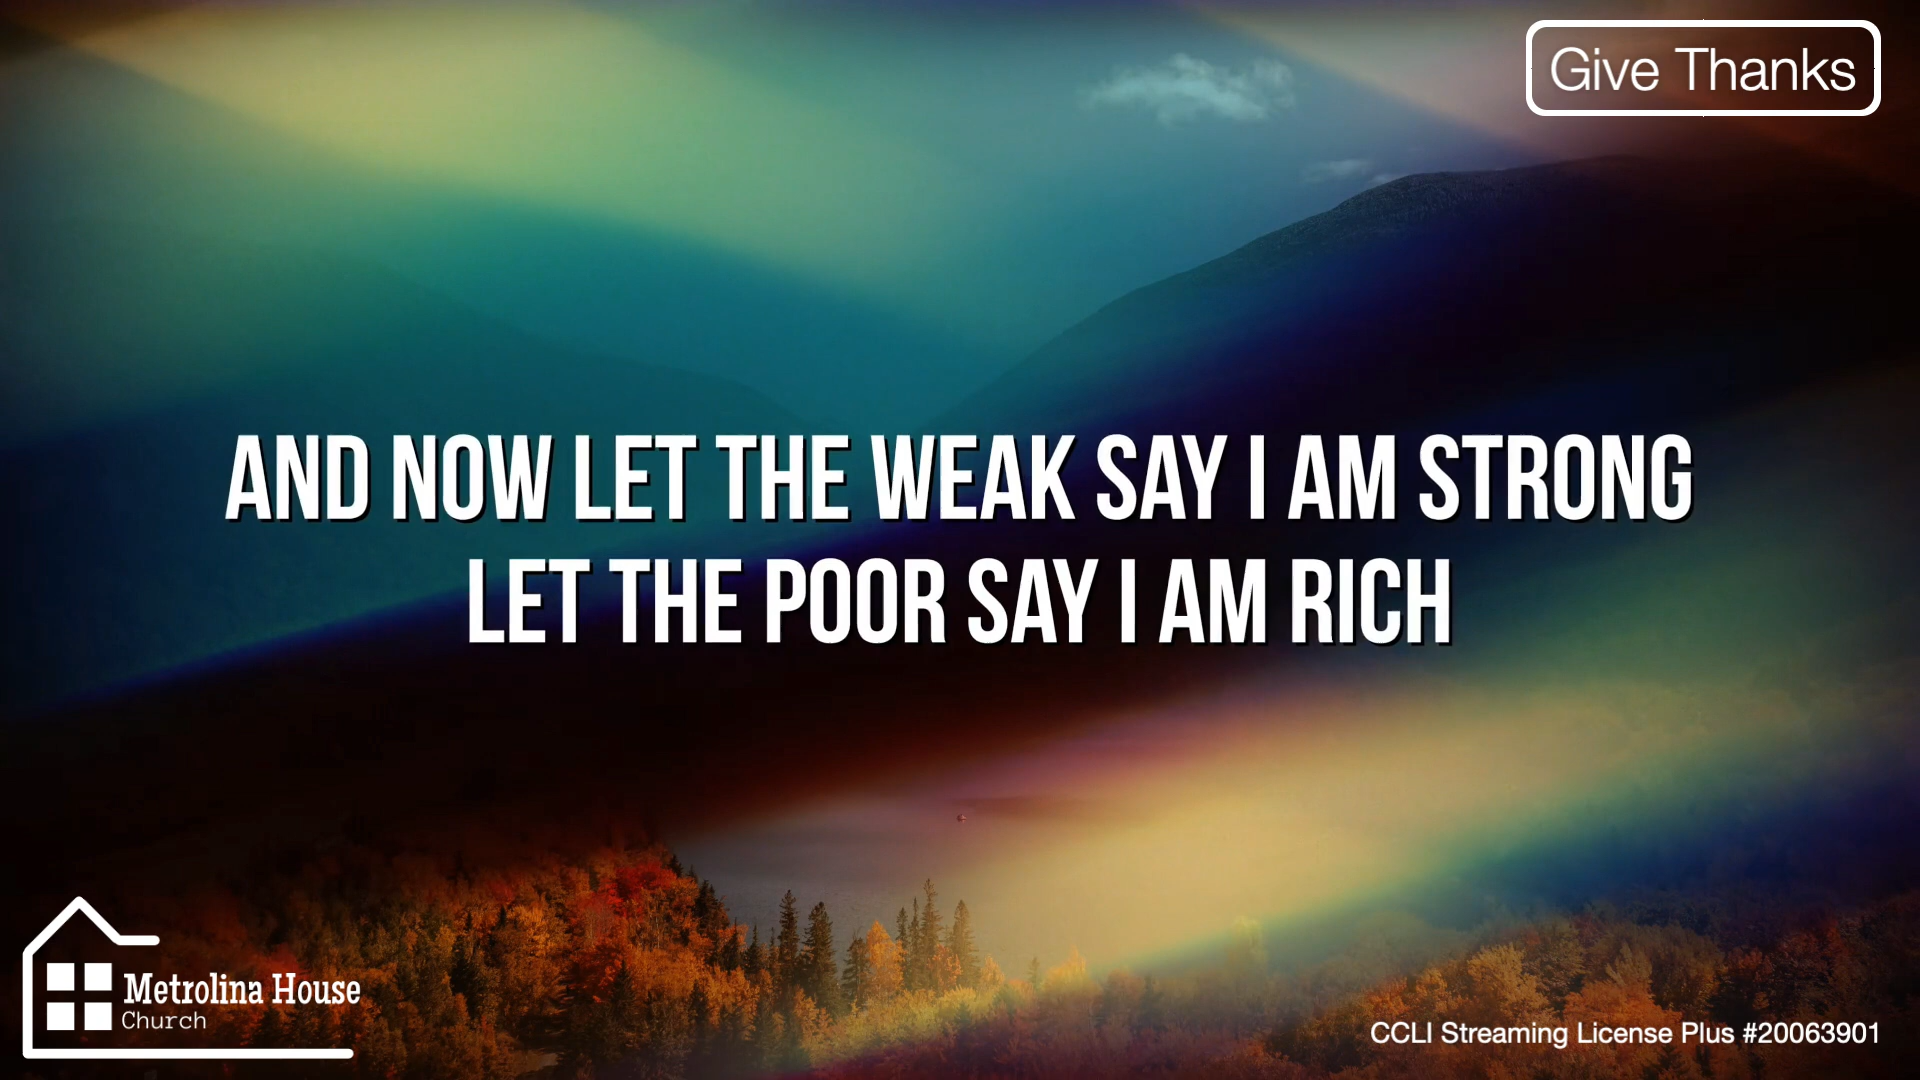 Give Thanks
AND NOW LET THE WEAK SAY I AM STRONG
LET THE POOR SAY I AM RICH
Metrolina House
Church
CCLI Streaming License Plus #20063901